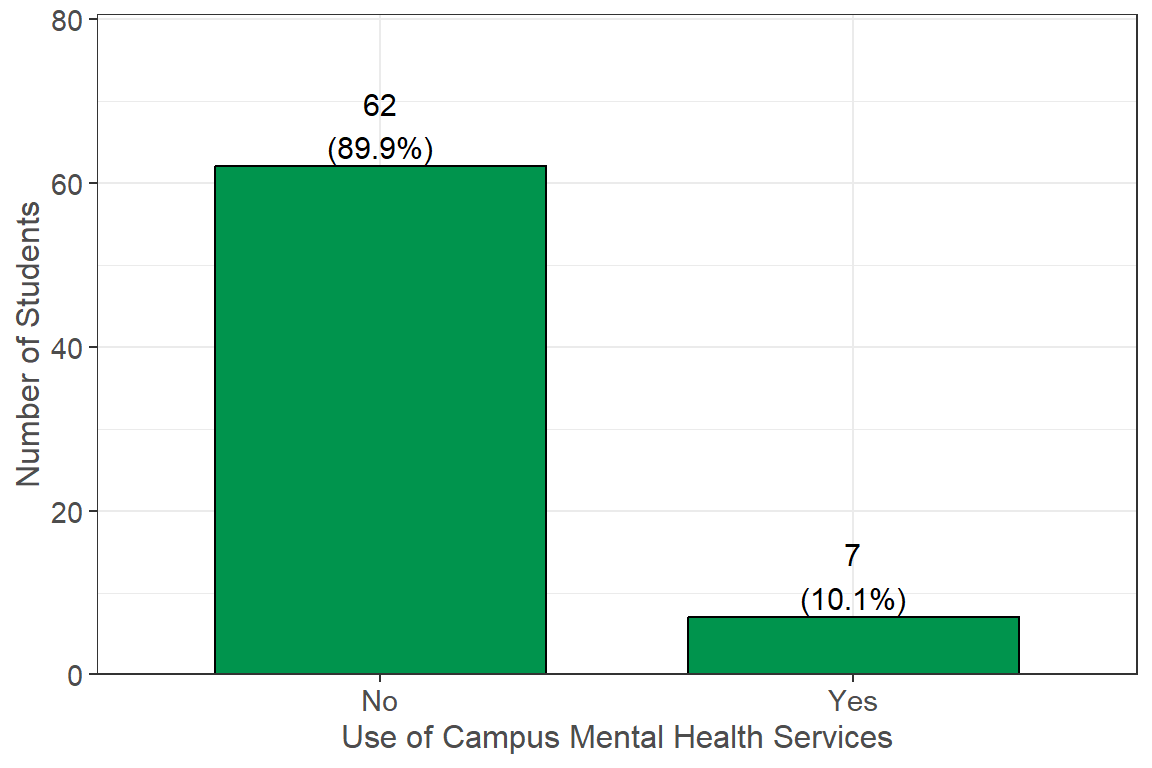 80
60
40
20
0
Number of Students
62
(89.9%)
7
(10.1%)
No
Yes
Use of Campus Mental Health Services